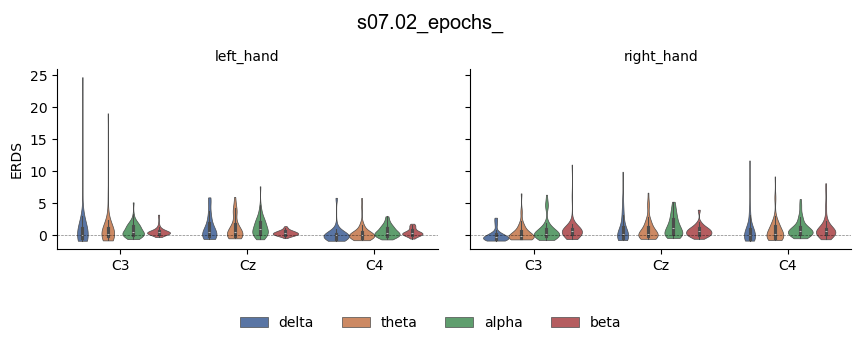 s07.02_epochs_
left_hand
right_hand
25
20
15
10
5
0
ERDS
C3
Cz
C4
C3
Cz
C4
delta
theta
alpha
beta